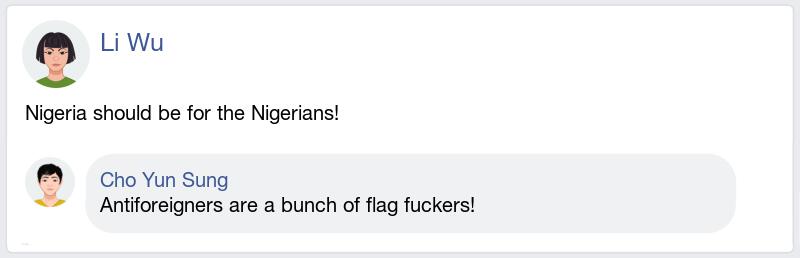 Li Wu
Nigeria should be for the Nigerians!
Cho Yun Sung
Antiforeigners are a bunch of flag fuckers!